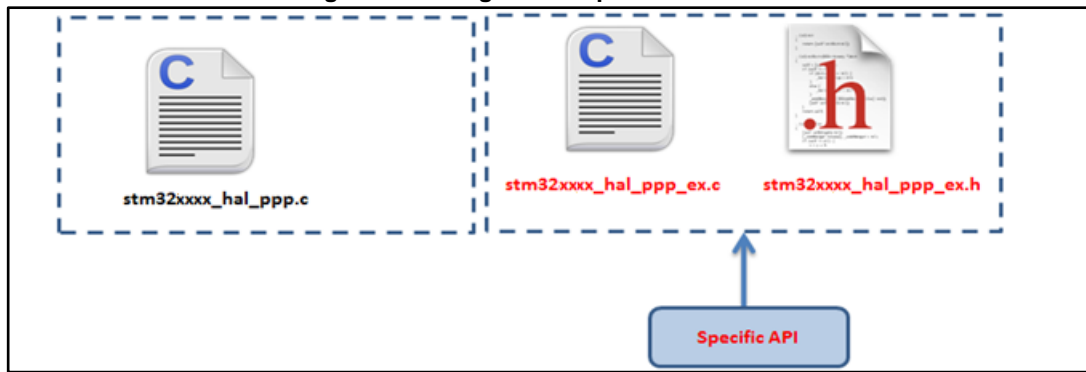 C
stm32xxxx_hal_ppp.c
C
.h
stm32xxxx_hal_ppp_ex.c
stm32xxxx_hal_ppp_ex.h
Specific API